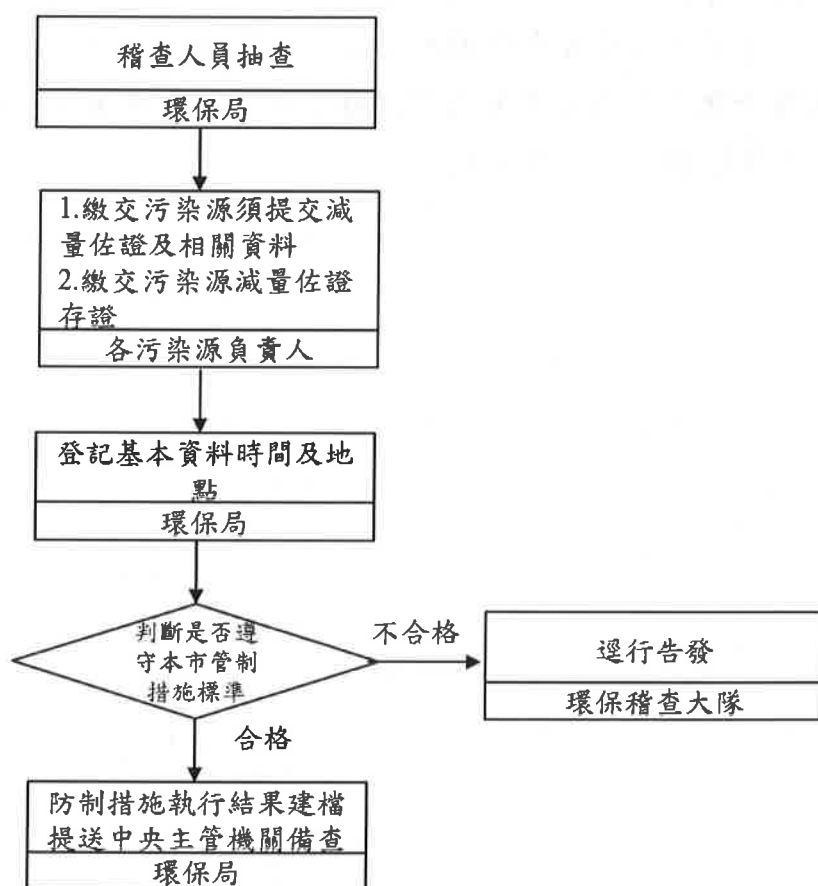 稽查人員抽查
環保局
1.繳交污染源須提交減
量佐證及相關資料
2.繳交污染源減量佐證
存證
各污染源負責人
登記基本資料時間及地
點
環保局
判斷是否遵
守本市管制
措施標準
不合格
逕行告發
環保稽查大隊
合格
防制措施執行結果建檔
提送中央主管機關備查
環保局